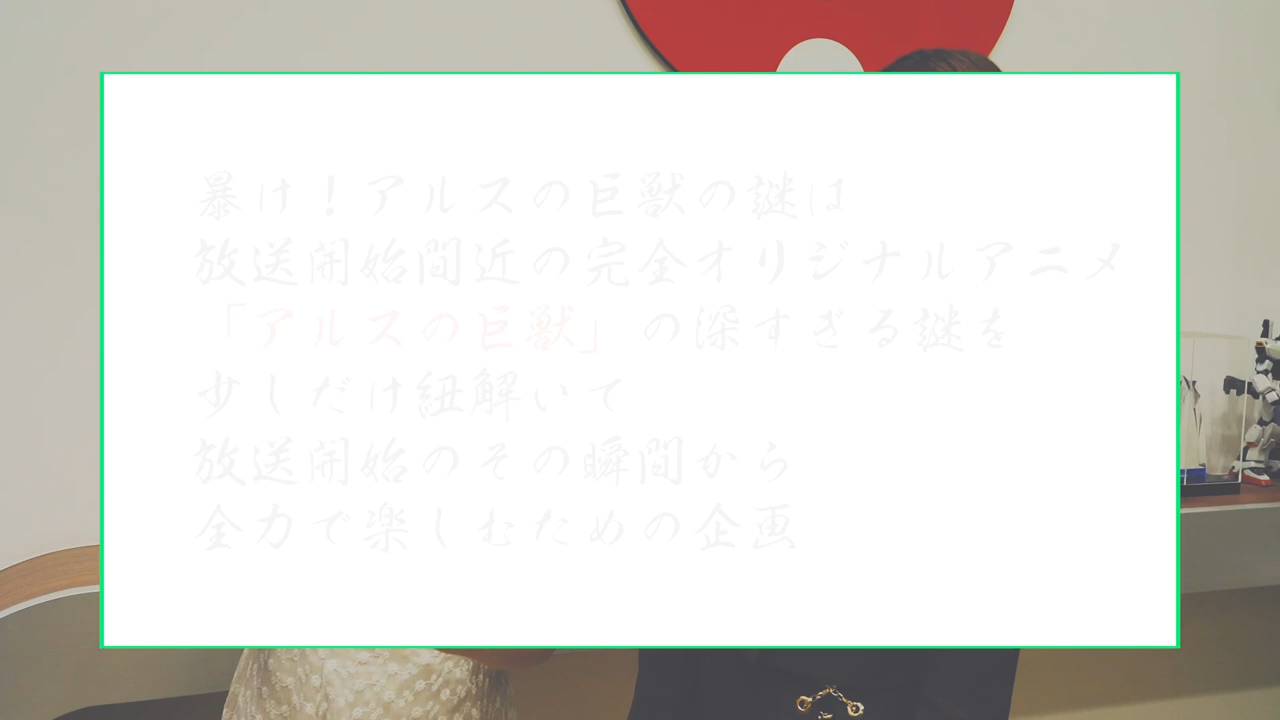 暴け！アルスの巨獣の謎は
放送開始間近の完全オリジナルアニメ
「アルスの巨獣」の深すぎる謎を
少しだけ紐解いて
放送開始のその瞬間から
全力で楽しむための企画